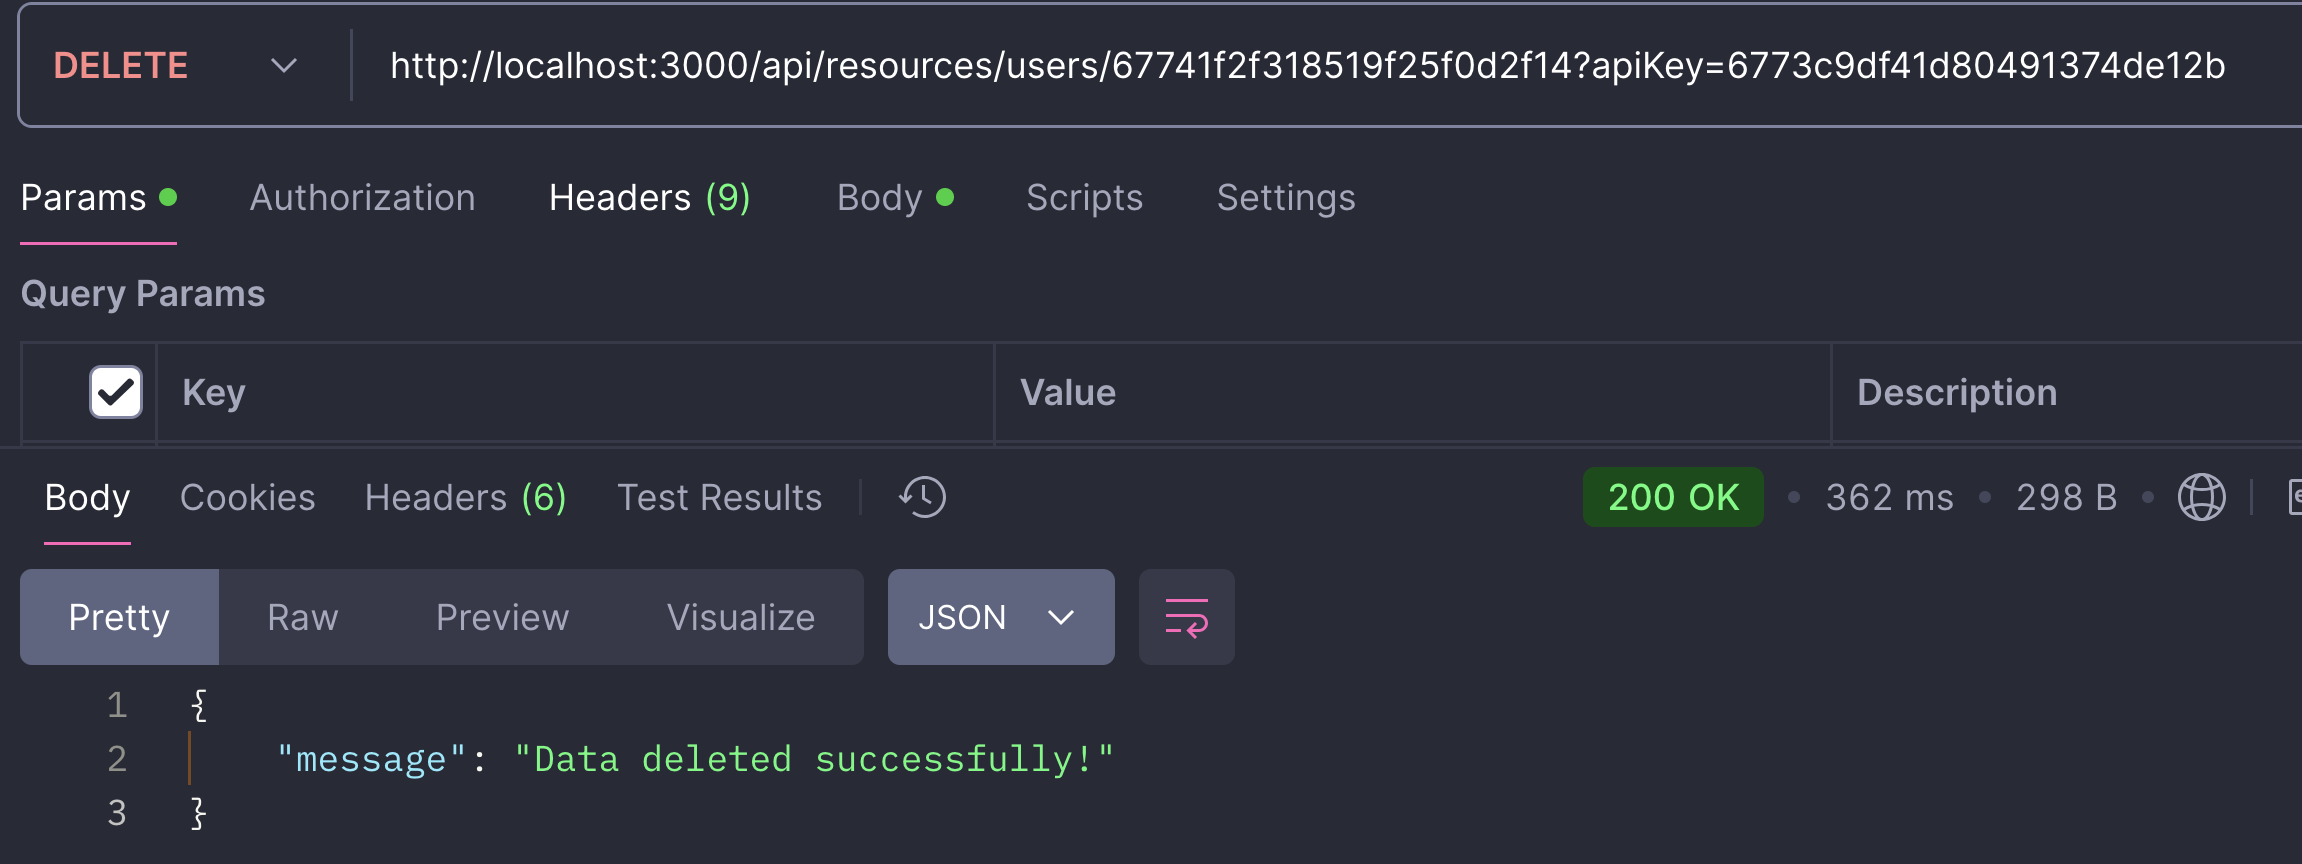 DELETE http://localhost:3000/api/resources/users/67741f2f318519f25f0d2f14?apiKey=6773c9df41d80491374de12b
Params Authorization Headers (9) Body Scripts Settings
Query Params
Key Value Description
Body Cookies Headers (6) Test Results 200 OK • 362 ms • 298 B •
Pretty Raw Preview Visualize JSON
1 {
2 "message": "Data deleted successfully!"
3 }